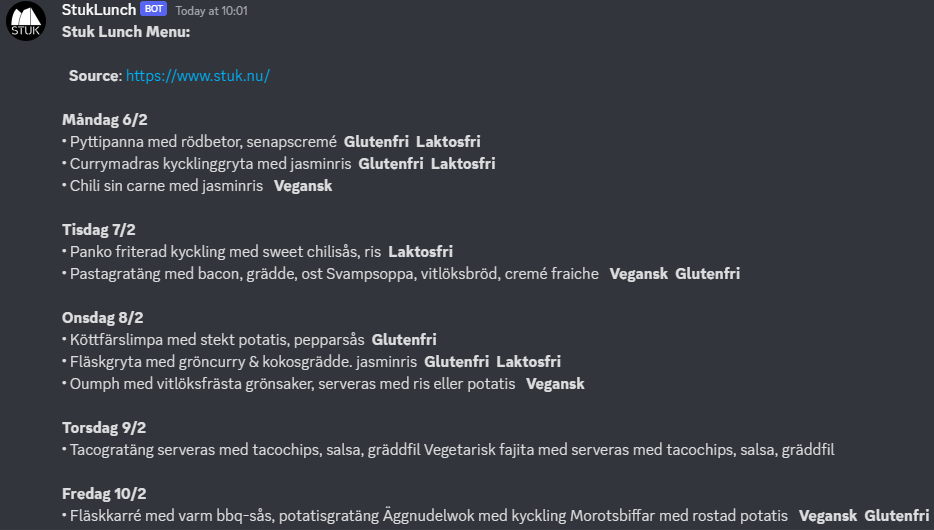 STUK
StukLunch BOT Today at 10:01
Stuk Lunch Menu:
Source: https://www.stuk.nu/
Måndag 6/2
• Pyttipanna med rödbetor, senapscremé Glutenfri Laktosfri
• Currymadras kycklinggryta med jasminris Glutenfri Laktosfri
• Chili sin carne med jasminris Vegansk
Tisdag 7/2
• Panko friterad kyckling med sweet chilisås, ris Laktosfri
• Pastagratäng med bacon, grädde, ost Svampsoppa, vitlöksbröd, cremé fraiche Vegansk Glutenfri
Onsdag 8/2
• Köttfärslimpa med stekt potatis, pepparsås Glutenfri
• Fläskgryta med gröncurry & kokosgrädde. jasminris Glutenfri Laktosfri
• Oumph med vitlöksfrästa grönsaker, serveras med ris eller potatis Vegansk
Torsdag 9/2
• Tacogratäng serveras med tacochips, salsa, gräddfil Vegetarisk fajita med serveras med tacochips, salsa, gräddfil
Fredag 10/2
• Fläskkarré med varm bbq-sås, potatisgratäng Äggnudelwok med kyckling Morotsbiffar med rostad potatis Vegansk Glutenfri